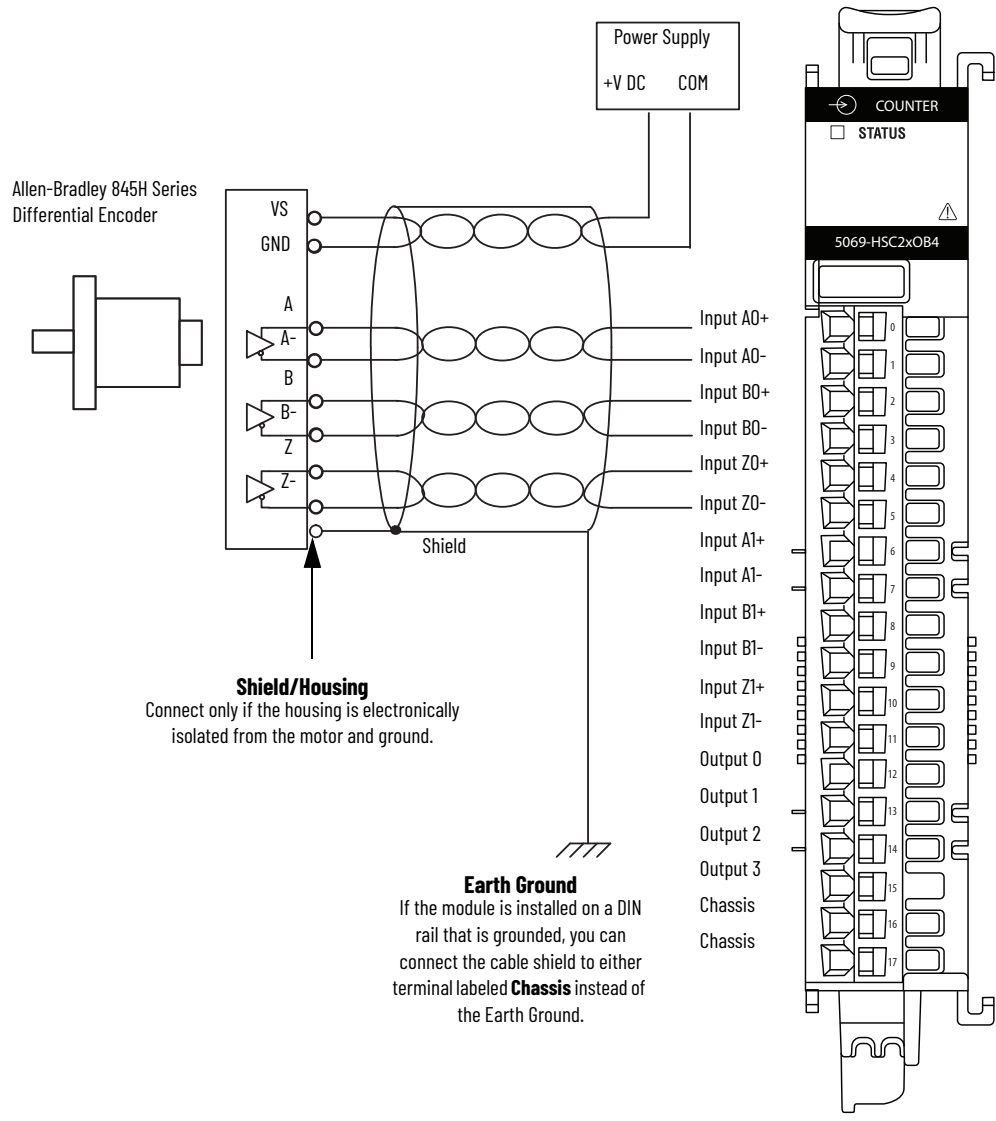 Power Supply
+V DC COM
COUNTER
STATUS
5069-HSC2xOB4
Allen-Bradley 845H Series
Differential Encoder
VS
GND
A
A-
B
B-
Z
Z-
Shield
Shield/Housing
Connect only if the housing is electronically
isolated from the motor and ground.
Earth Ground
If the module is installed on a DIN
rail that is grounded, you can
connect the cable shield to either
terminal labeled Chassis instead of
the Earth Ground.
Input A0+
Input A0-
Input B0+
Input B0-
Input Z0+
Input Z0-
Input A1+
Input A1-
Input B1+
Input B1-
Input Z1+
Input Z1-
Output 0
Output 1
Output 2
Output 3
Chassis
Chassis
0
1
2
3
4
5
6
7
8
9
10
11
12
13
14
15
16
17